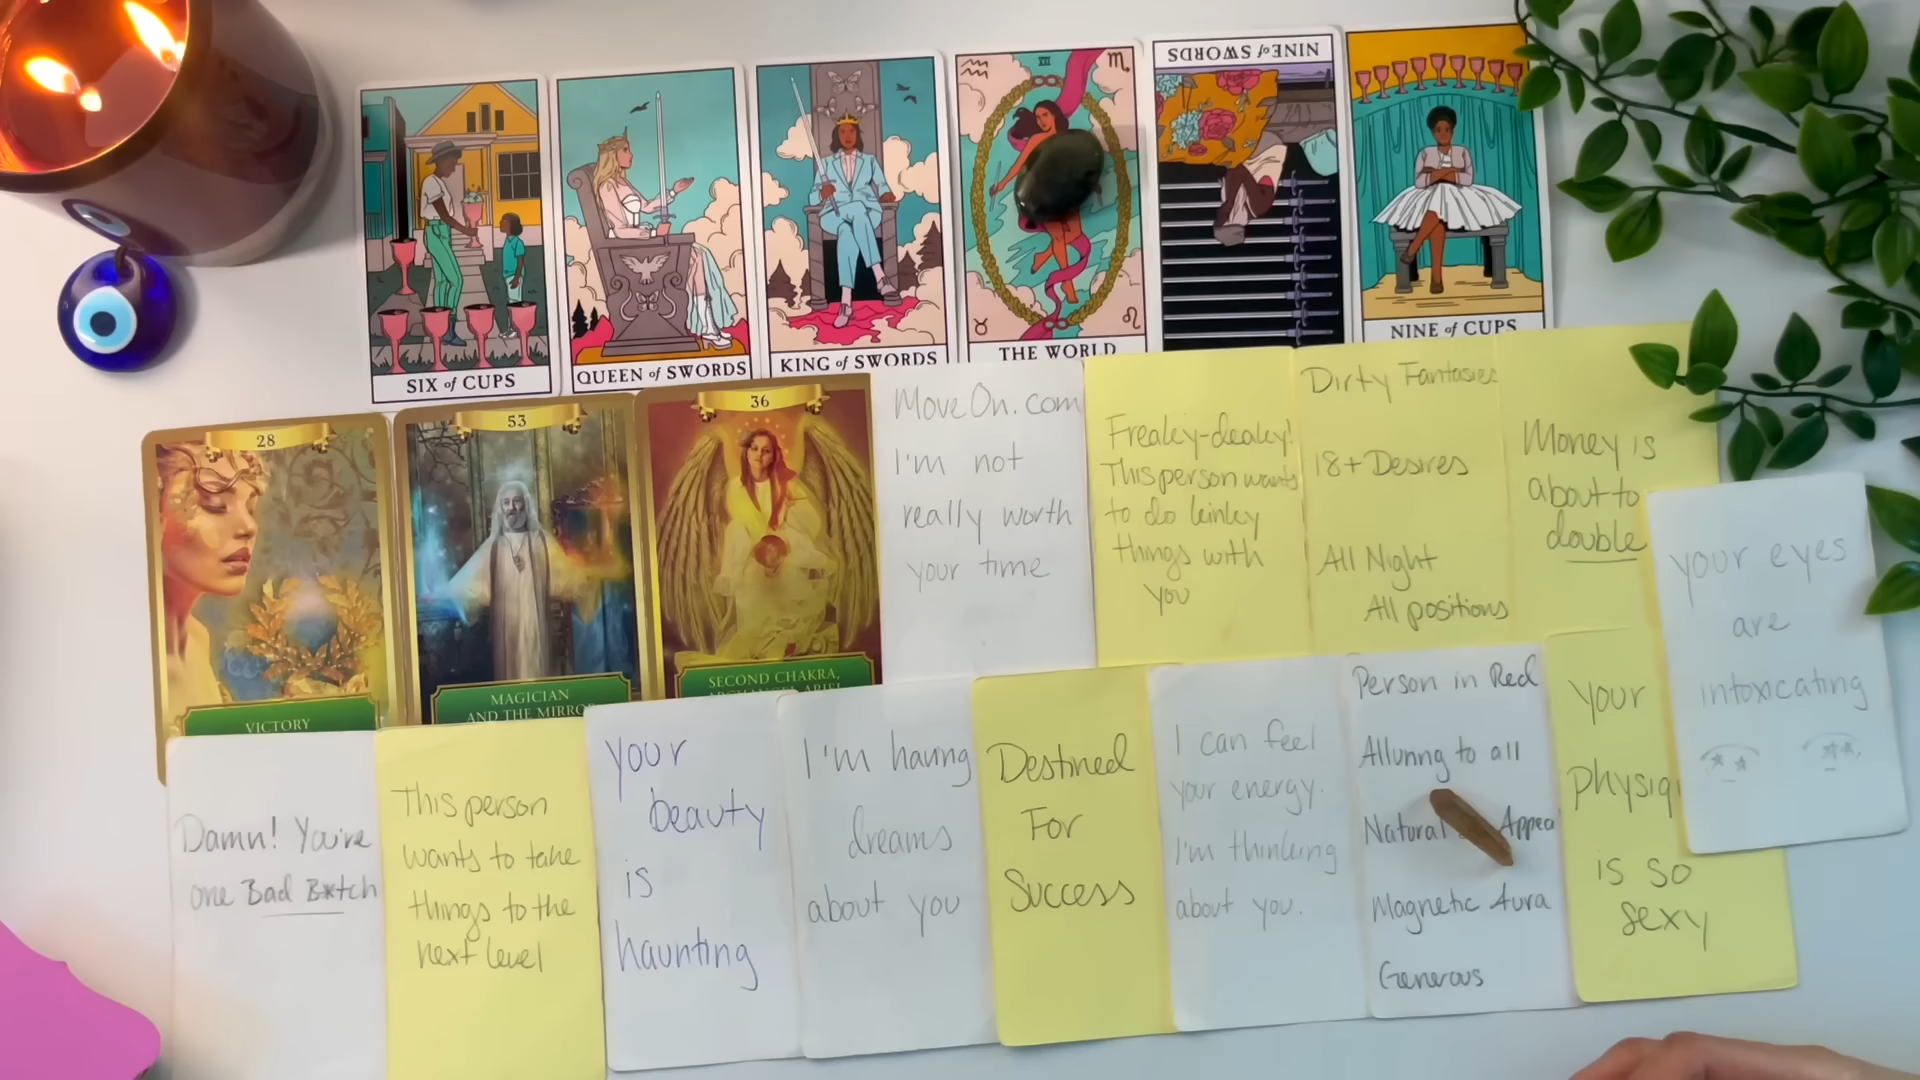 SIX of CUPS
QUEEN of SWORDS
KING of SWORDS
III
THE WORLD
NINE of SWORDS
NINE of CUPS
28
VICTORY
53
MAGICIAN
AND THE MIRROR
36
SECOND CHAKRA,
MoveOn.com
I'm not
really worth
your time
Freaky-deaky!
This person wants
to do kinky
things with
you
Dirty Fantasies
18+ Desires
All Night
All positions
Money is
about to
double
your eyes
are
intoxicating
Damn! You're
one Bad B*tch
This person
wants to take
things to the
next level
your
beauty
is
haunting
I'm having
dreams
about you
Destined
For
Success
I can feel
your energy.
I'm thinking
about you.
Person in Red
Alluring to all
Natural Appeal
Magnetic Aura
Generous
Your
physiq
is so
sexy